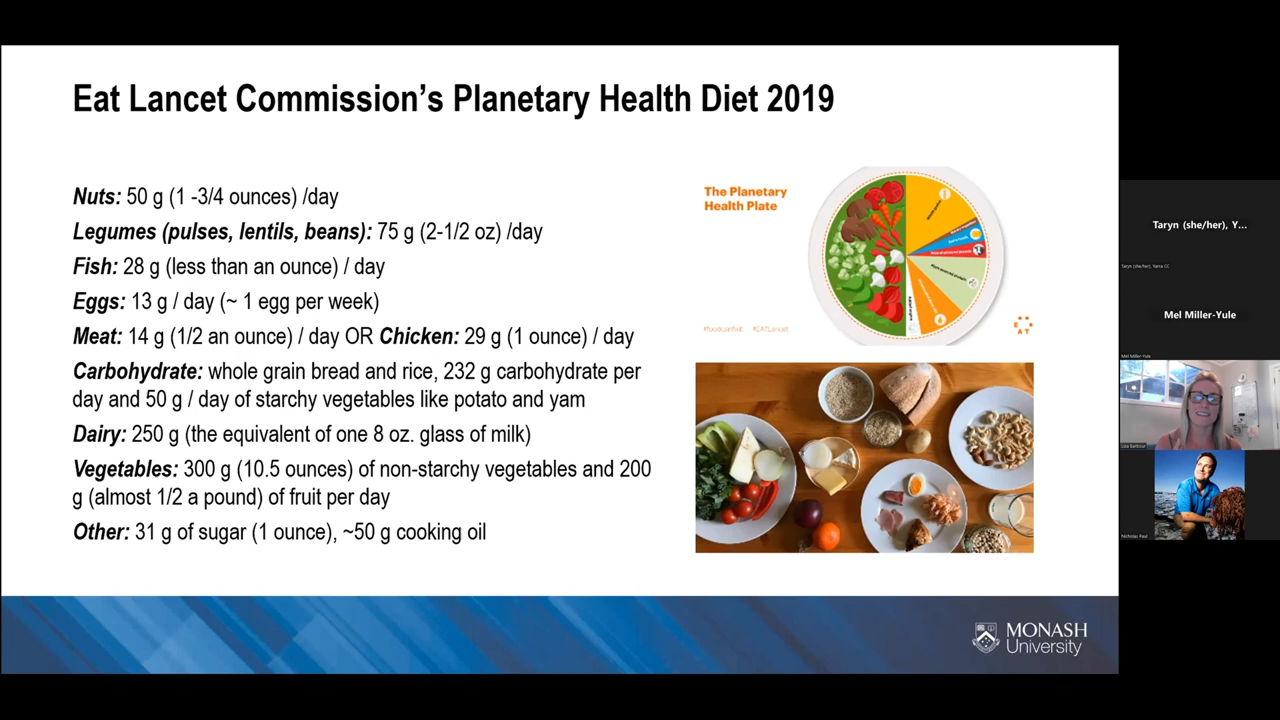 Eat Lancet Commission's Planetary Health Diet 2019
Nuts: 50 g (1 -3/4 ounces) /day
Legumes (pulses, lentils, beans): 75 g (2-1/2 oz) /day
Fish: 28 g (less than an ounce) / day
Eggs: 13 g / day (~ 1 egg per week)
Meat: 14 g (1/2 an ounce) / day OR Chicken: 29 g (1 ounce) / day
Carbohydrate: whole grain bread and rice, 232 g carbohydrate per
day and 50 g / day of starchy vegetables like potato and yam
Dairy: 250 g (the equivalent of one 8 oz. glass of milk)
Vegetables: 300 g (10.5 ounces) of non-starchy vegetables and 200
g (almost 1/2 a pound) of fruit per day
Other: 31 g of sugar (1 ounce), ~50 g cooking oil
The Planetary
Health Plate
#foodcanfixit #EATLancet
E A T
MONASH
University
Taryn (she/her), Y...
Taryn (she/her), Yarra CC
Mel Miller-Yule
Mel Miller-Yule
Liza Barbour
Nicholas Paul